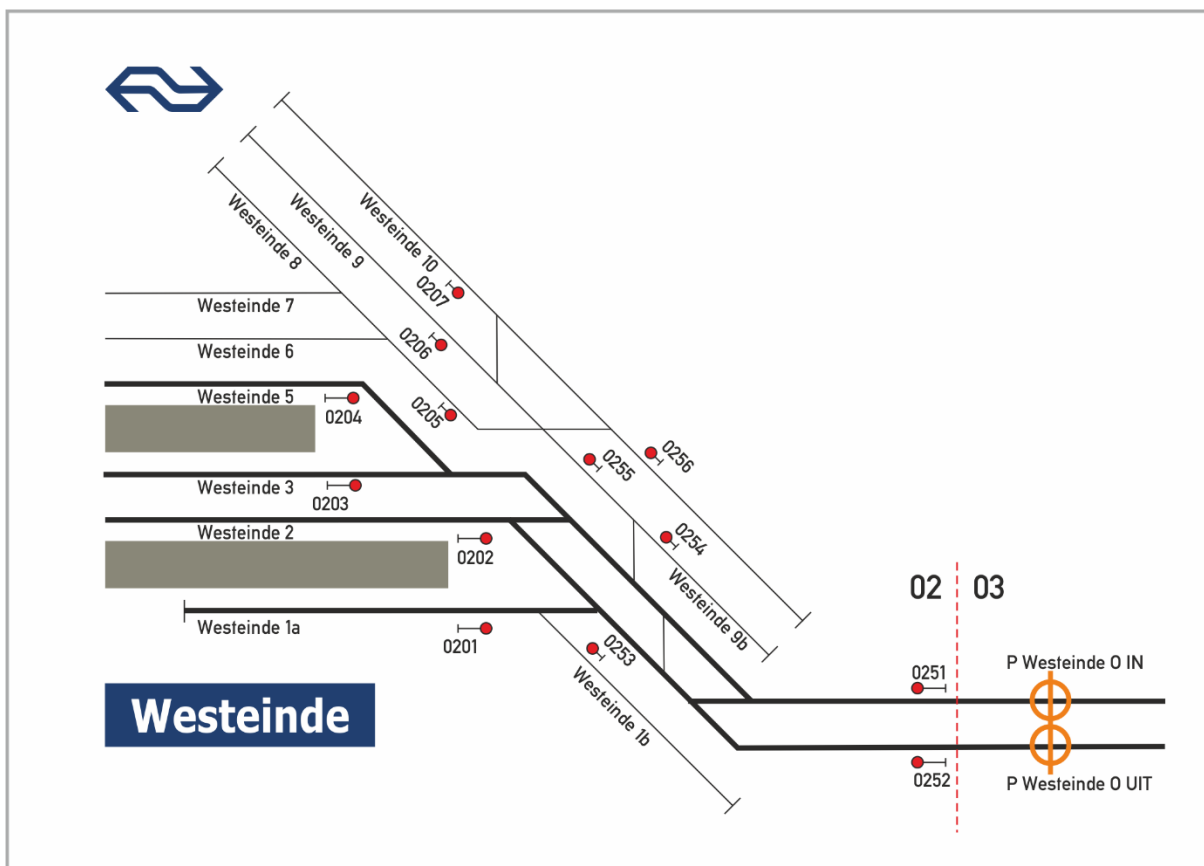 Westeinde 10
Westeinde 9
Westeinde 8
0207
Westeinde 7
0206
Westeinde 6
Westeinde 5
0204
0205
0255
0256
Westeinde 3
0203
Westeinde 2
0202
0254
Westeinde 9b
02 03
Westeinde 1a
0201
0253
0251
P Westeinde O IN
Westeinde
Westeinde 1b
0252
P Westeinde O UIT